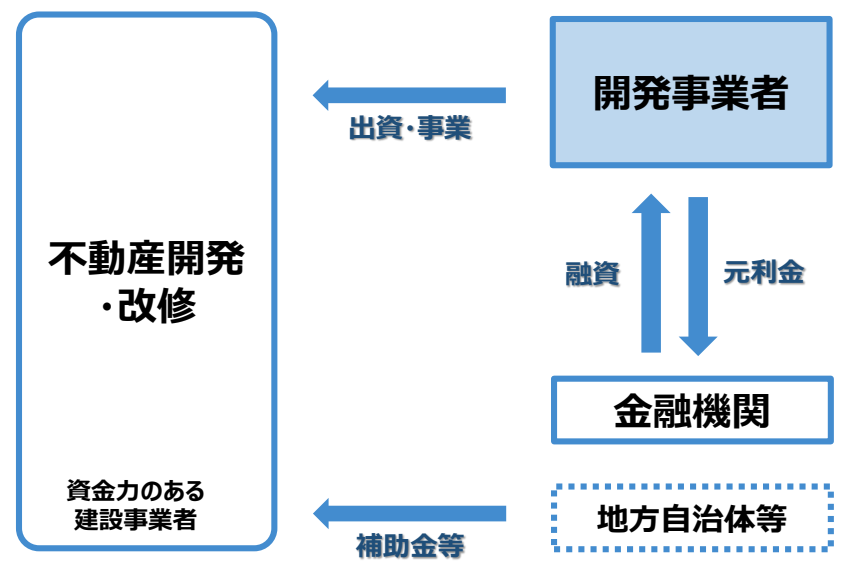 不動産開発
・改修
資金力のある
建設事業者
出資・事業
開発事業者
融資
元利金
金融機関
地方自治体等
補助金等